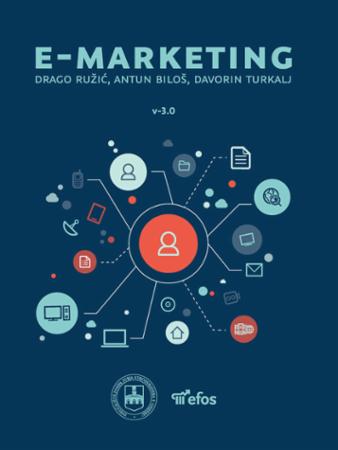 E-MARKETING
DRAGO RUŽIĆ, ANTUN BILOŠ, DAVORIN TURKALJ
v-3.0
efos